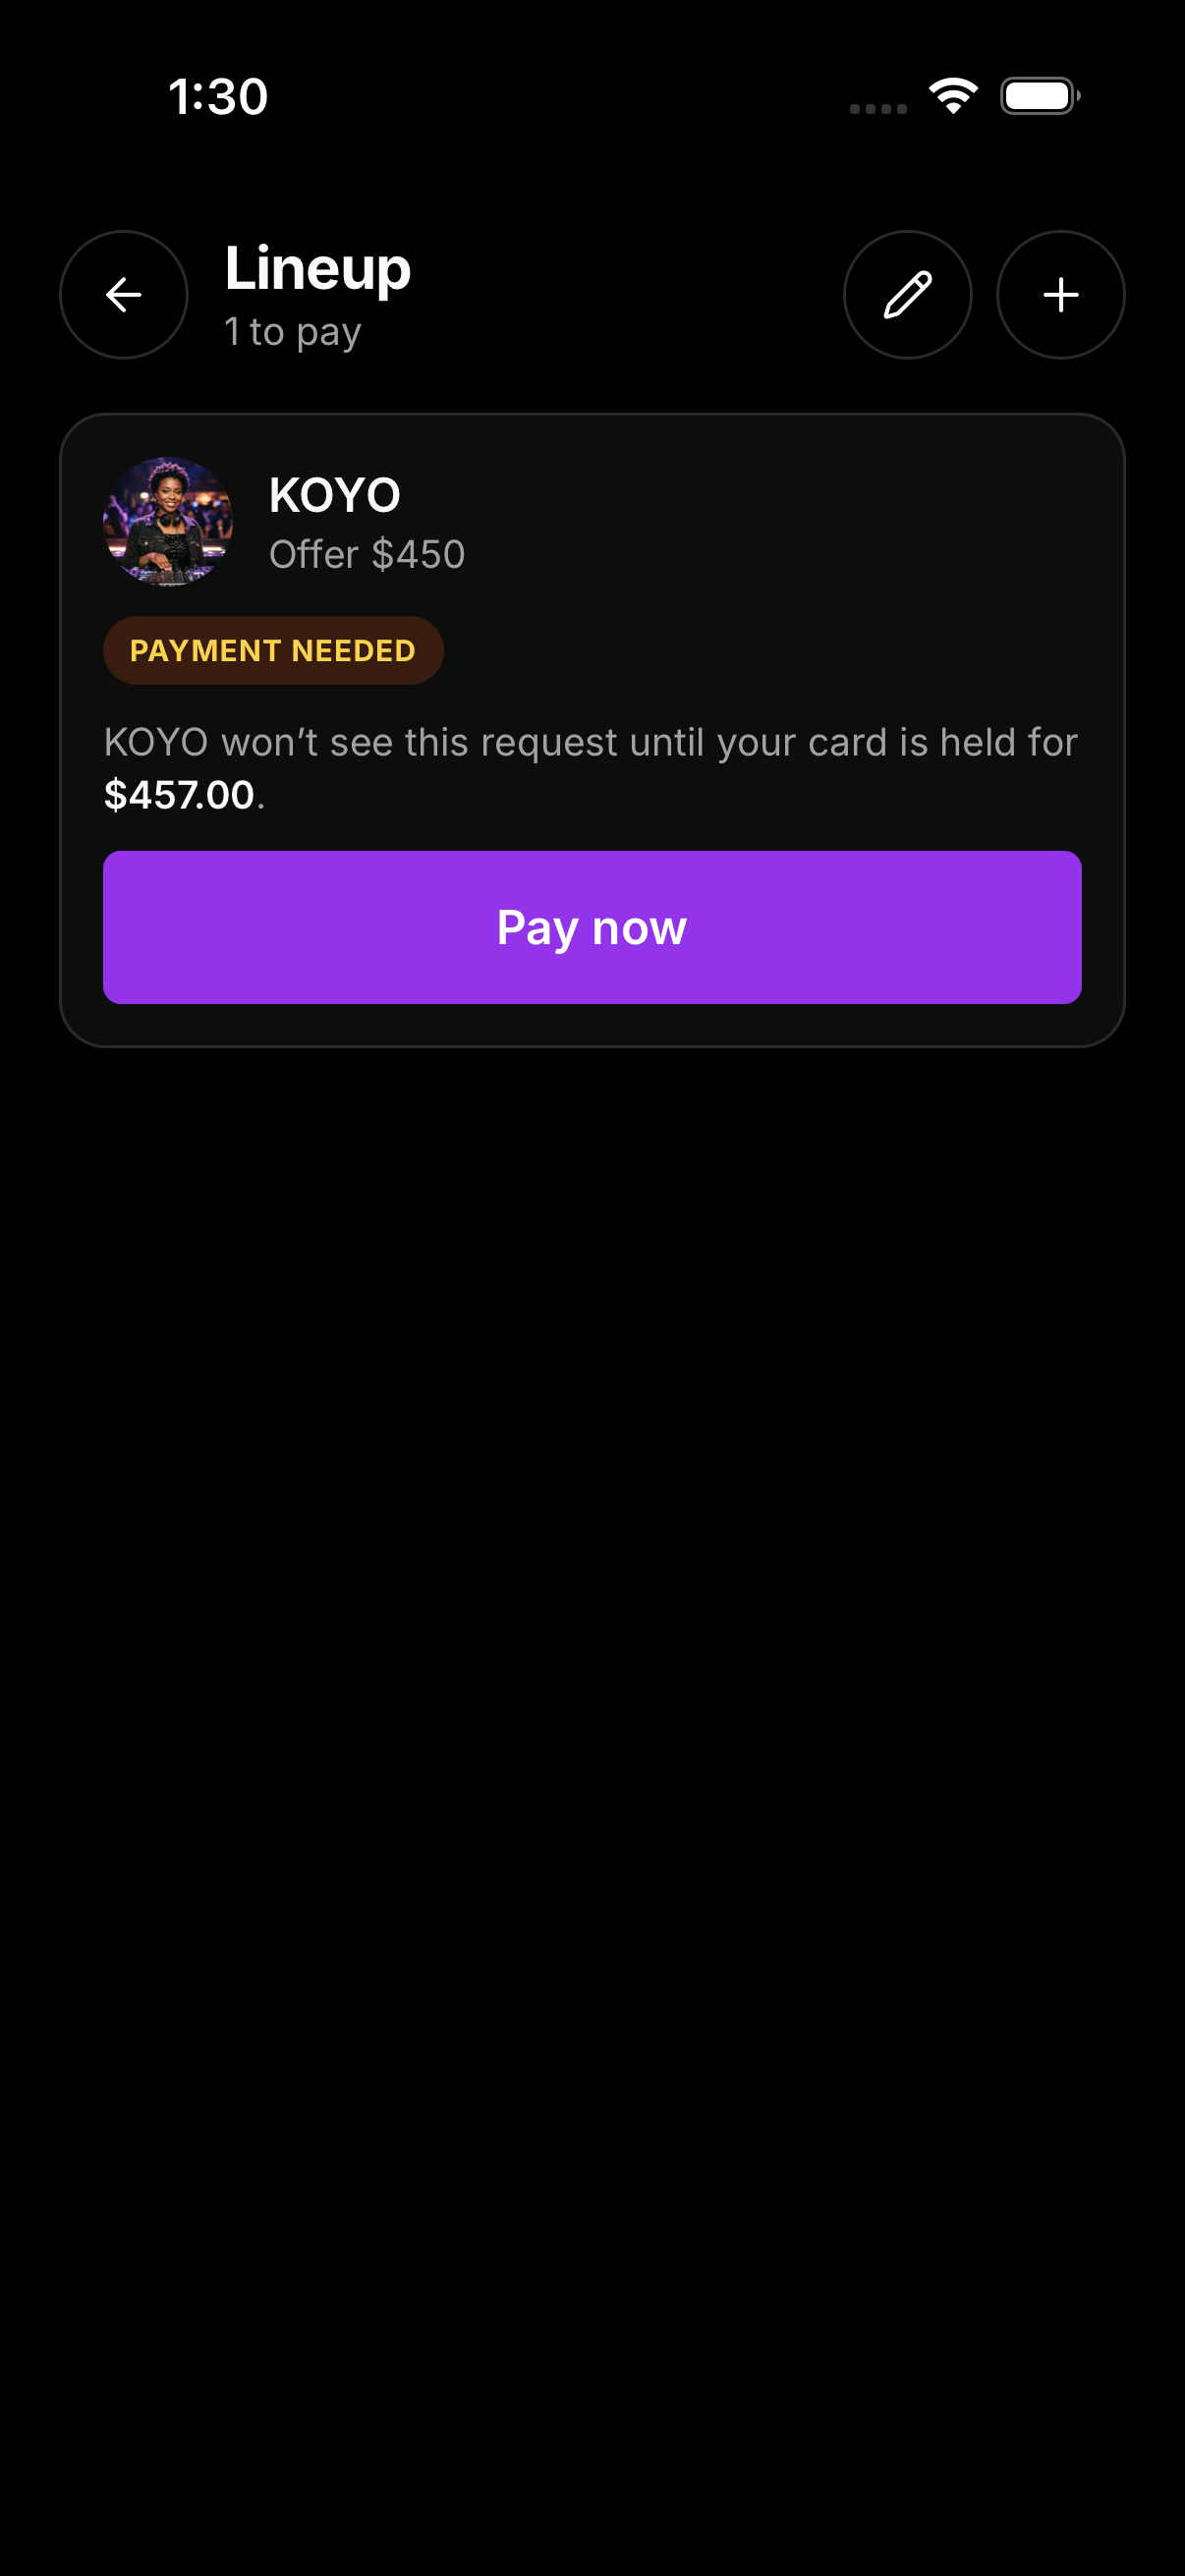 1:30
Lineup
1 to pay
KOYO
Offer $450
PAYMENT NEEDED
KOYO won’t see this request until your card is held for
$457.00.
Pay now